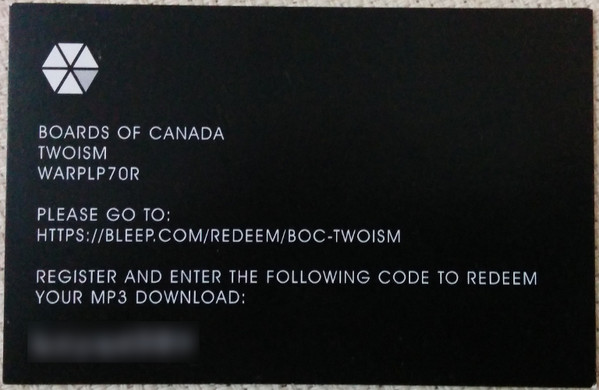 BOARDS OF CANADA
TWOISM
WARPLP70R
PLEASE GO TO:
HTTPS://BLEEP.COM/REDEEM/BOC-TWOISM
REGISTER AND ENTER THE FOLLOWING CODE TO REDEEM
YOUR MP3 DOWNLOAD: